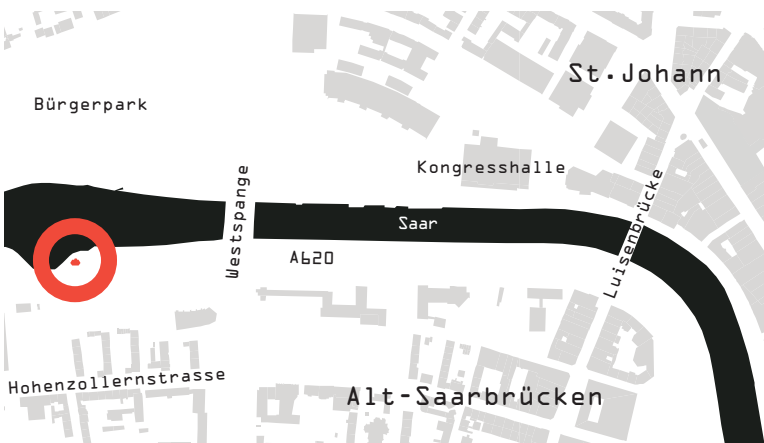 St.Johann
Bürgerpark
Kongresshalle
Westspange
Luisenbrücke
Saar
A620
Hohenzollernstrasse
Alt-Saarbrücken